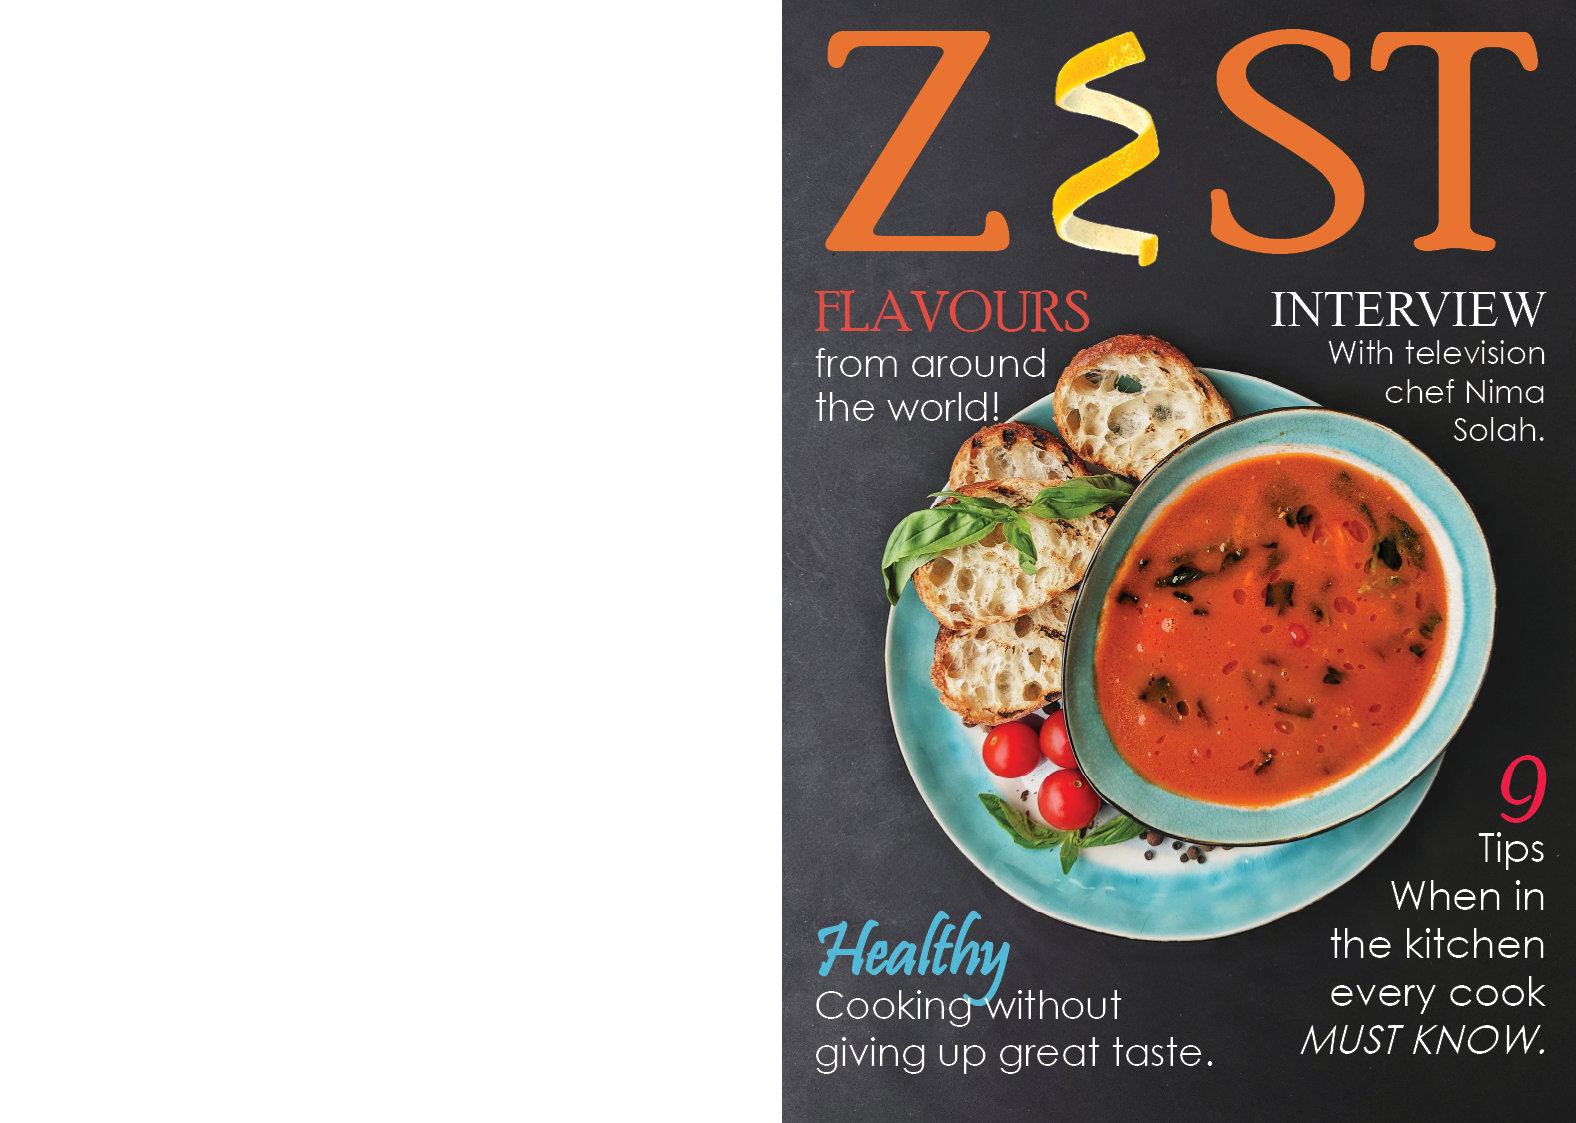 ZEST
FLAVOURS
from around
the world!
INTERVIEW
With television
chef Nima
Solah.
9
Tips
When in
the kitchen
every cook
MUST KNOW.
Healthy
Cooking without
giving up great taste.